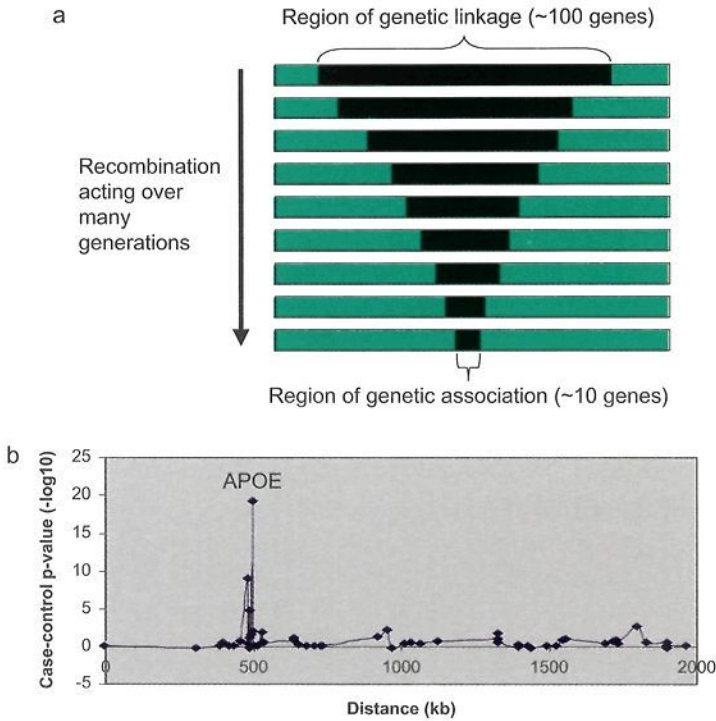 a
Region of genetic linkage (~100 genes)
Recombination
acting over
many
generations
Region of genetic association (~10 genes)
b
Case-control p-value (-log10)
25
20
15
10
5
0
-5
APOE
0 500 1000 1500 2000
Distance (kb)